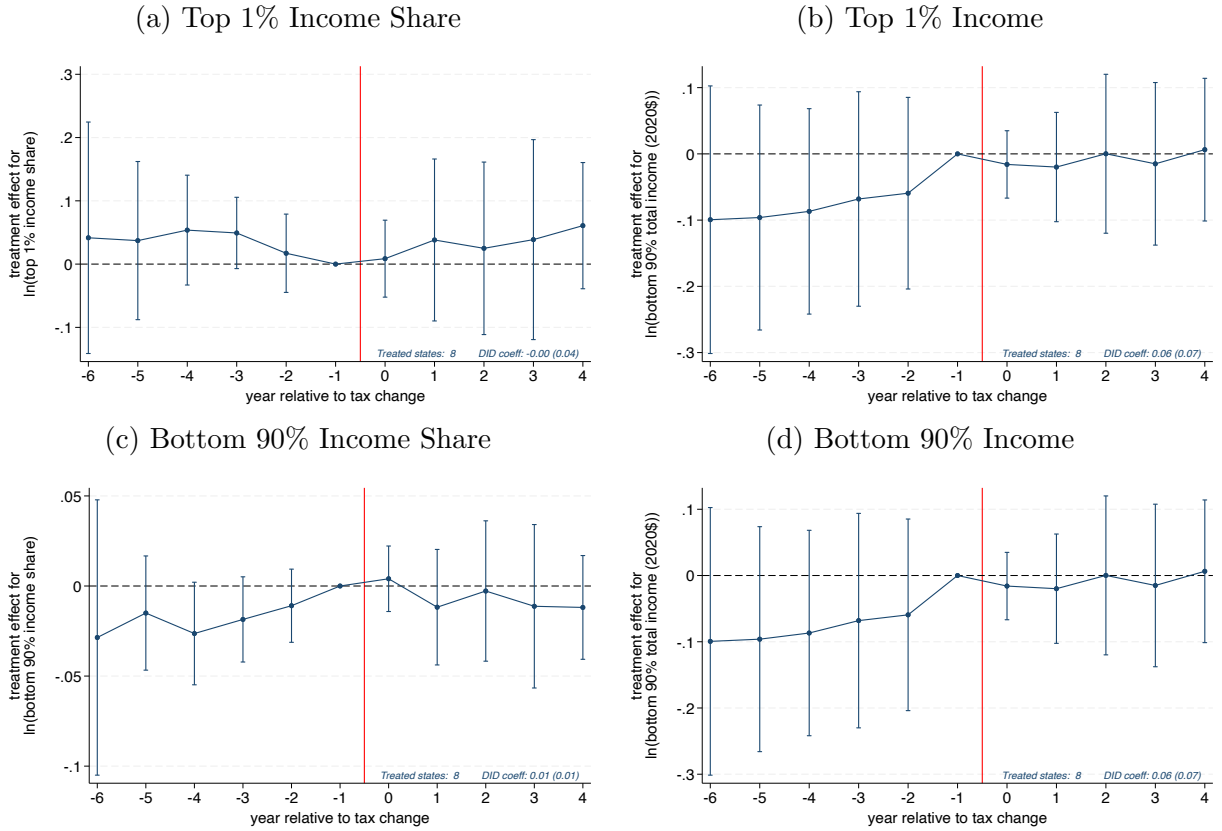 (a) Top 1% Income Share
.3
.2
.1
0
-.1
treatment effect for
ln(top 1% income share)
Treated states: 8 DID coeff: -0.00 (0.04)
-6 -5 -4 -3 -2 -1 0 1 2 3 4
year relative to tax change
(b) Top 1% Income
.1
0
-.1
-.2
-.3
treatment effect for
ln(bottom 90% total income (2020$))
Treated states: 8 DID coeff: 0.06 (0.07)
-6 -5 -4 -3 -2 -1 0 1 2 3 4
year relative to tax change
(c) Bottom 90% Income Share
.05
0
-.05
-.1
treatment effect for
ln(bottom 90% income share)
Treated states: 8 DID coeff: 0.01 (0.01)
-6 -5 -4 -3 -2 -1 0 1 2 3 4
year relative to tax change
(d) Bottom 90% Income
.1
0
-.1
-.2
-.3
treatment effect for
ln(bottom 90% total income (2020$))
Treated states: 8 DID coeff: 0.06 (0.07)
-6 -5 -4 -3 -2 -1 0 1 2 3 4
year relative to tax change